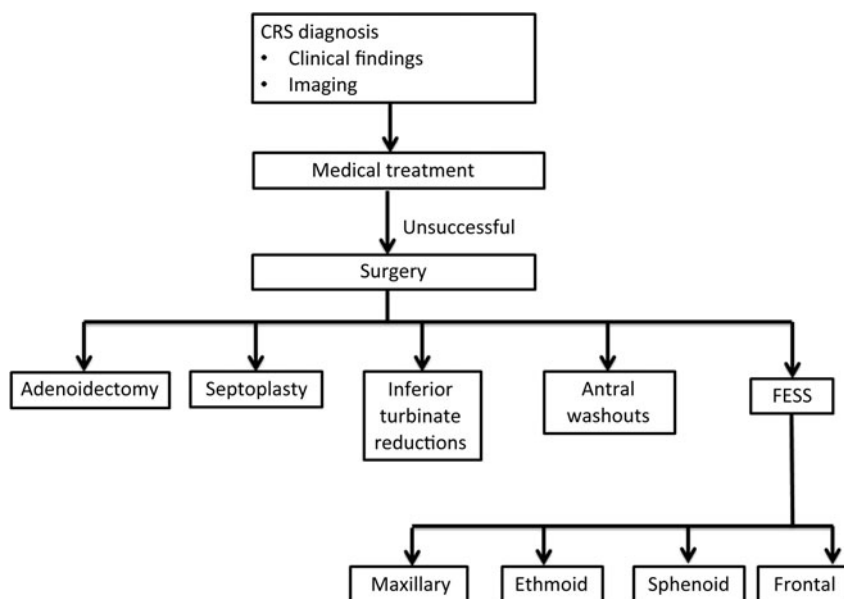 CRS diagnosis
• Clinical findings
• Imaging
Medical treatment
Unsuccessful
Surgery
Adenoidectomy
Septoplasty
Inferior
turbinate
reductions
Antral
washouts
FESS
Maxillary
Ethmoid
Sphenoid
Frontal